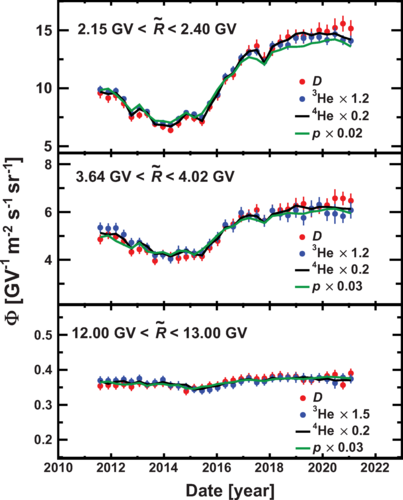 2.15 GV < R̃ < 2.40 GV
15
10
5
D
³He × 1.2
⁴He × 0.2
p × 0.02
3.64 GV < R̃ < 4.02 GV
8
6
4
D
³He × 1.2
⁴He × 0.2
p × 0.03
Φ [GV⁻¹ m⁻² s⁻¹ sr⁻¹]
12.00 GV < R̃ < 13.00 GV
0.5
0.4
0.3
0.2
D
³He × 1.5
⁴He × 0.2
p × 0.03
2010 2012 2014 2016 2018 2020 2022
Date [year]